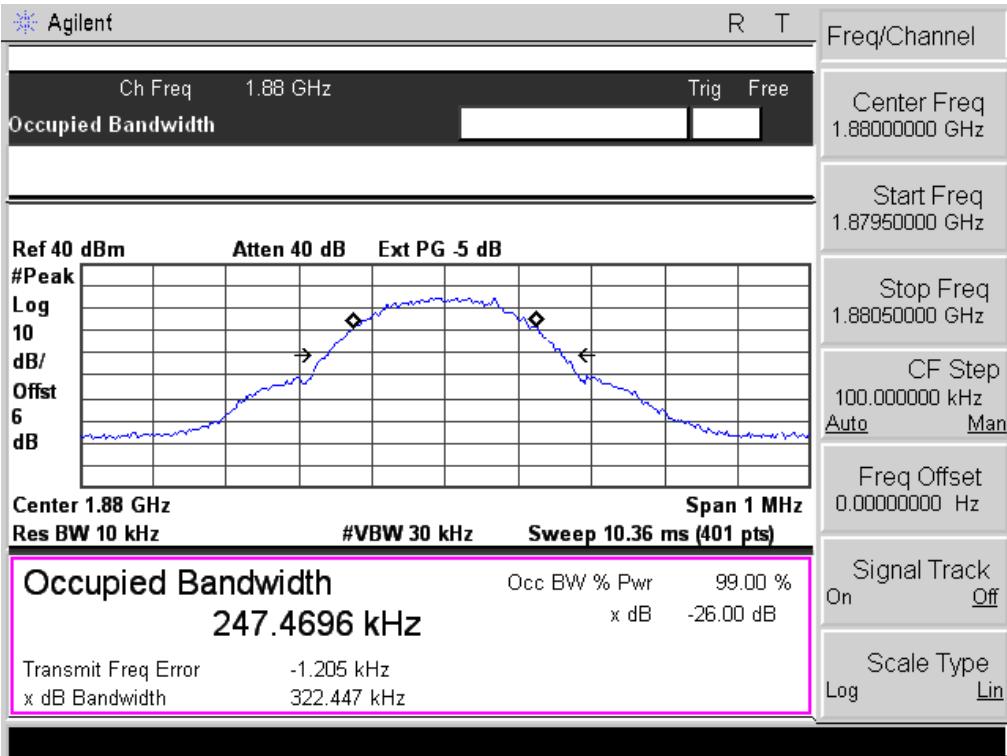 Agilent R T
Freq/Channel
Ch Freq 1.88 GHz Trig Free
Occupied Bandwidth
Center Freq
1.88000000 GHz
Start Freq
1.87950000 GHz
Stop Freq
1.88050000 GHz
CF Step
100.000000 kHz
Auto Man
Freq Offset
0.00000000 Hz
Signal Track
On Off
Scale Type
Log Lin
Ref 40 dBm Atten 40 dB Ext PG -5 dB
#Peak
Log
10
dB/
Offst
6
dB
Center 1.88 GHz Span 1 MHz
Res BW 10 kHz #VBW 30 kHz Sweep 10.36 ms (401 pts)
Occupied Bandwidth Occ BW % Pwr 99.00 %
247.4696 kHz x dB -26.00 dB
Transmit Freq Error -1.205 kHz
x dB Bandwidth 322.447 kHz